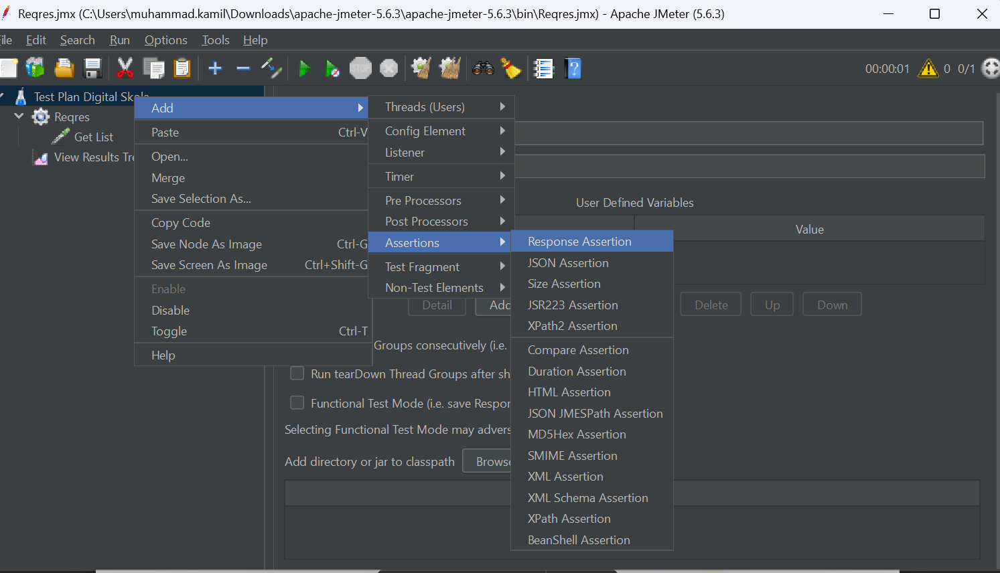 Reqres.jmx (C:\Users\muhammad.kamil\Downloads\apache-jmeter-5.6.3\apache-jmeter-5.6.3\bin\Reqres.jmx) - Apache JMeter (5.6.3)
ile Edit Search Run Options Tools Help
STOP
00:00:01 0 0/1
Test Plan Digital Skola
Reqres
Get List
View Results Tre
Add
Paste Ctrl-V
Open...
Merge
Save Selection As...
Copy Code
Save Node As Image Ctrl-G
Save Screen As Image Ctrl+Shift-G
Enable
Disable
Toggle Ctrl-T
Help
Threads (Users)
Config Element
Listener
Timer
Pre Processors
Post Processors
Assertions
Test Fragment
Non-Test Elements
Response Assertion
JSON Assertion
Size Assertion
JSR223 Assertion
XPath2 Assertion
Compare Assertion
Duration Assertion
HTML Assertion
JSON JMESPath Assertion
MD5Hex Assertion
SMIME Assertion
XML Assertion
XML Schema Assertion
XPath Assertion
BeanShell Assertion
User Defined Variables
Value
Detail Add Delete Up Down
Groups consecutively (i.e.
Run tearDown Thread Groups after sh
Functional Test Mode (i.e. save Respor
Selecting Functional Test Mode may advers
Add directory or jar to classpath Browse